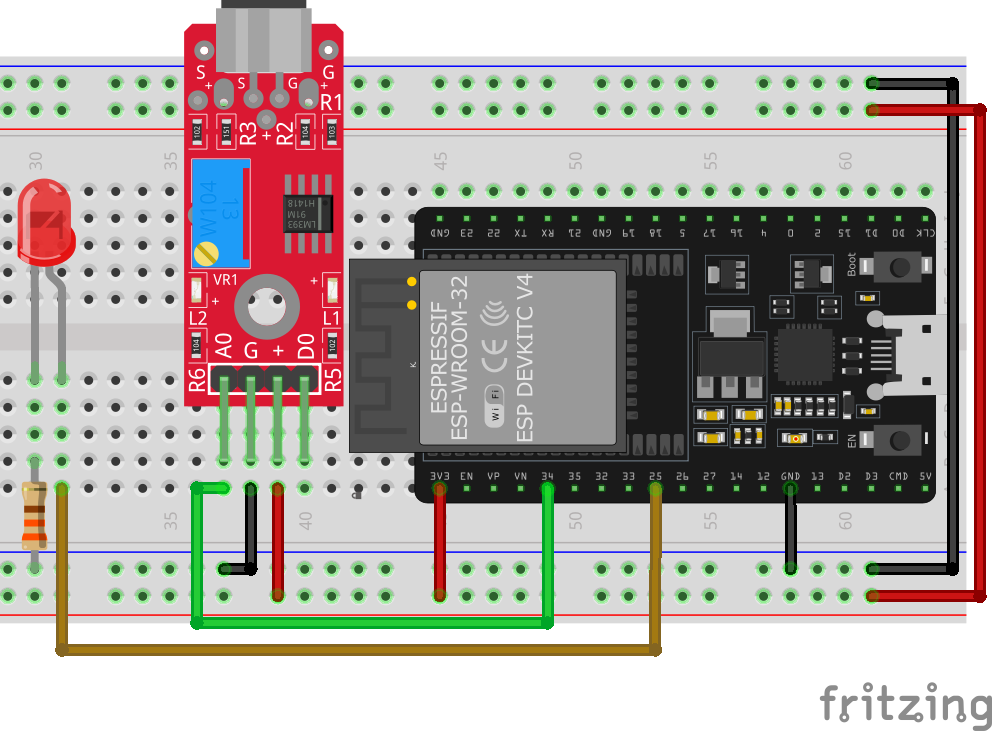 S
S
G
G
+
+
R1
102
151
R3
+
R2
104
103
30
35
45
50
55
60
W104
13
LM393
91M
H1418
GND
23
22
TX
RX
GND
21
19
18
5
17
16
4
0
2
15
D1
D0
CLK
Boot
VR1
+
+
L2
L1
104
102
A0
G
+
D0
R6
R5
K
ESPRESSIF
ESP-WROOM-32
CE
Wi Fi
ESP DEVKITC V4
EN
3V3
EN
VP
VN
34
35
32
33
25
26
27
14
12
GND
13
D2
D3
CMD
5V
35
40
50
55
60
fritzing